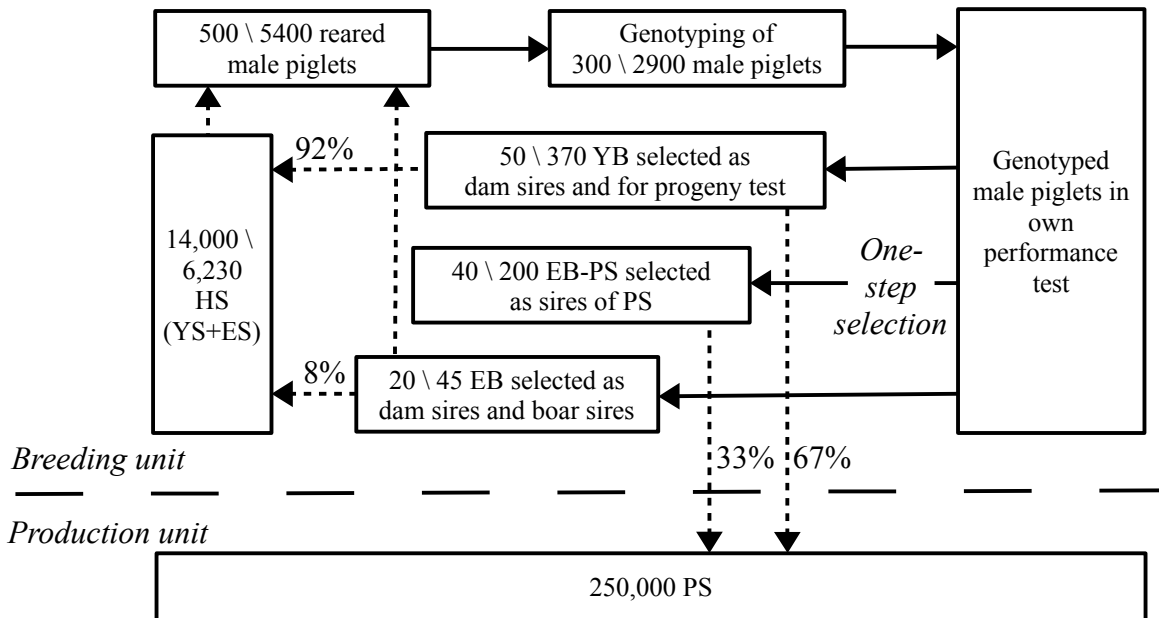 500 \ 5400 reared
male piglets
Genotyping of
300 \ 2900 male piglets
92%
50 \ 370 YB selected as
dam sires and for progeny test
Genotyped
male piglets in
own
performance
test
14,000 \
6,230
HS
(YS+ES)
40 \ 200 EB-PS selected
as sires of PS
One-
step
selection
8%
20 \ 45 EB selected as
dam sires and boar sires
Breeding unit
33%
67%
Production unit
250,000 PS